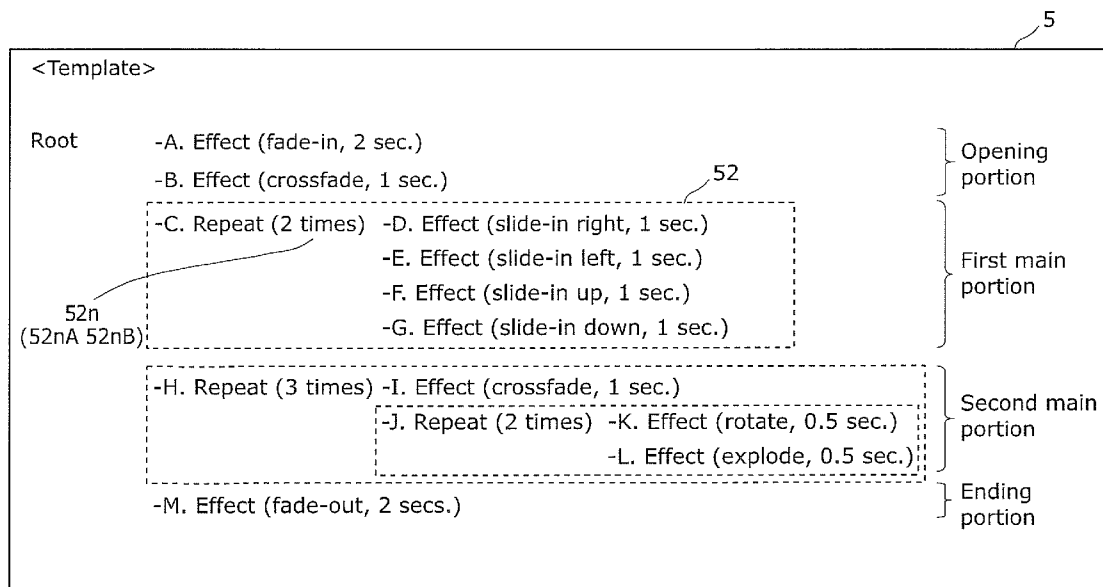 5
<Template>
Root
-A. Effect (fade-in, 2 sec.)
-B. Effect (crossfade, 1 sec.)
Opening
portion
52
-C. Repeat (2 times) -D. Effect (slide-in right, 1 sec.)
-E. Effect (slide-in left, 1 sec.)
-F. Effect (slide-in up, 1 sec.)
-G. Effect (slide-in down, 1 sec.)
First main
portion
52n
(52nA 52nB)
-H. Repeat (3 times) -I. Effect (crossfade, 1 sec.)
-J. Repeat (2 times) -K. Effect (rotate, 0.5 sec.)
-L. Effect (explode, 0.5 sec.)
Second main
portion
-M. Effect (fade-out, 2 secs.)
Ending
portion